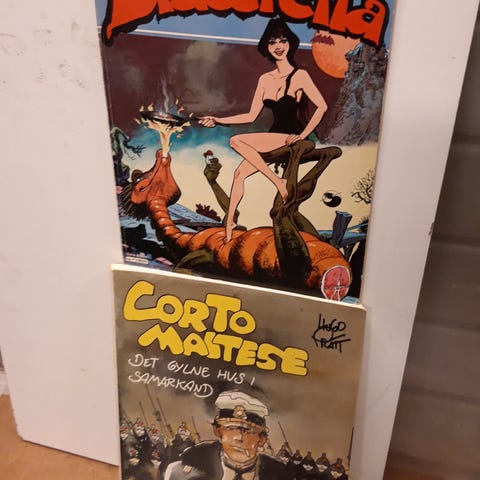 CORTO
MALTESE
HUGO
PRATT
DET GYLNE HUS I
SAMARKAND